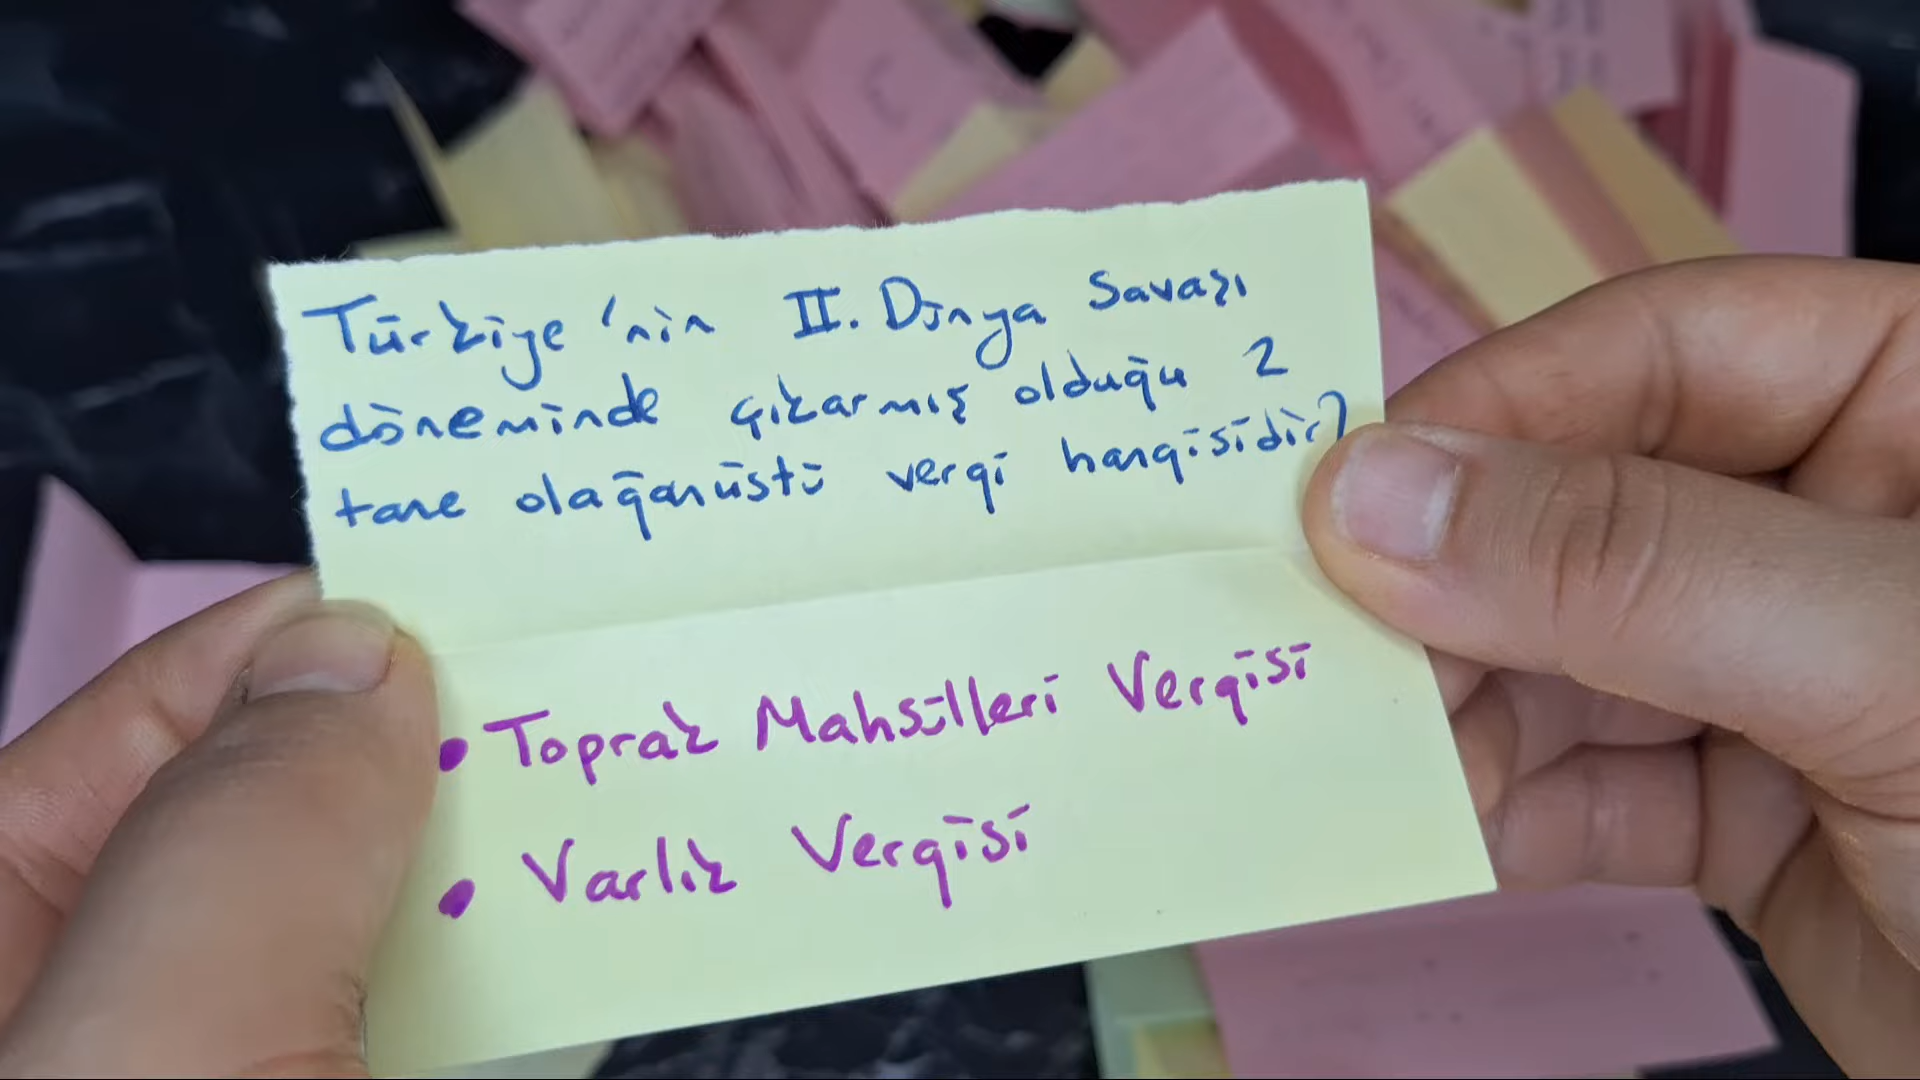 Türkiye'nin II. Dünya Savaşı
döneminde çıkarmış olduğu 2
tane olağanüstü vergi hangisidir?
• Toprak Mahsülleri Vergisi
• Varlık Vergisi